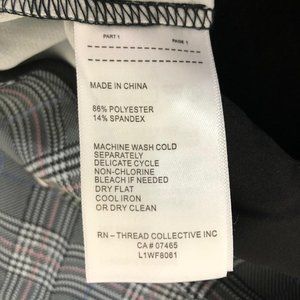 PART 1 PAGE 1
MADE IN CHINA
86% POLYESTER
14% SPANDEX
MACHINE WASH COLD
SEPARATELY
DELICATE CYCLE
NON-CHLORINE
BLEACH IF NEEDED
DRY FLAT
COOL IRON
OR DRY CLEAN
RN – THREAD COLLECTIVE INC
CA # 07465
L1WF8061